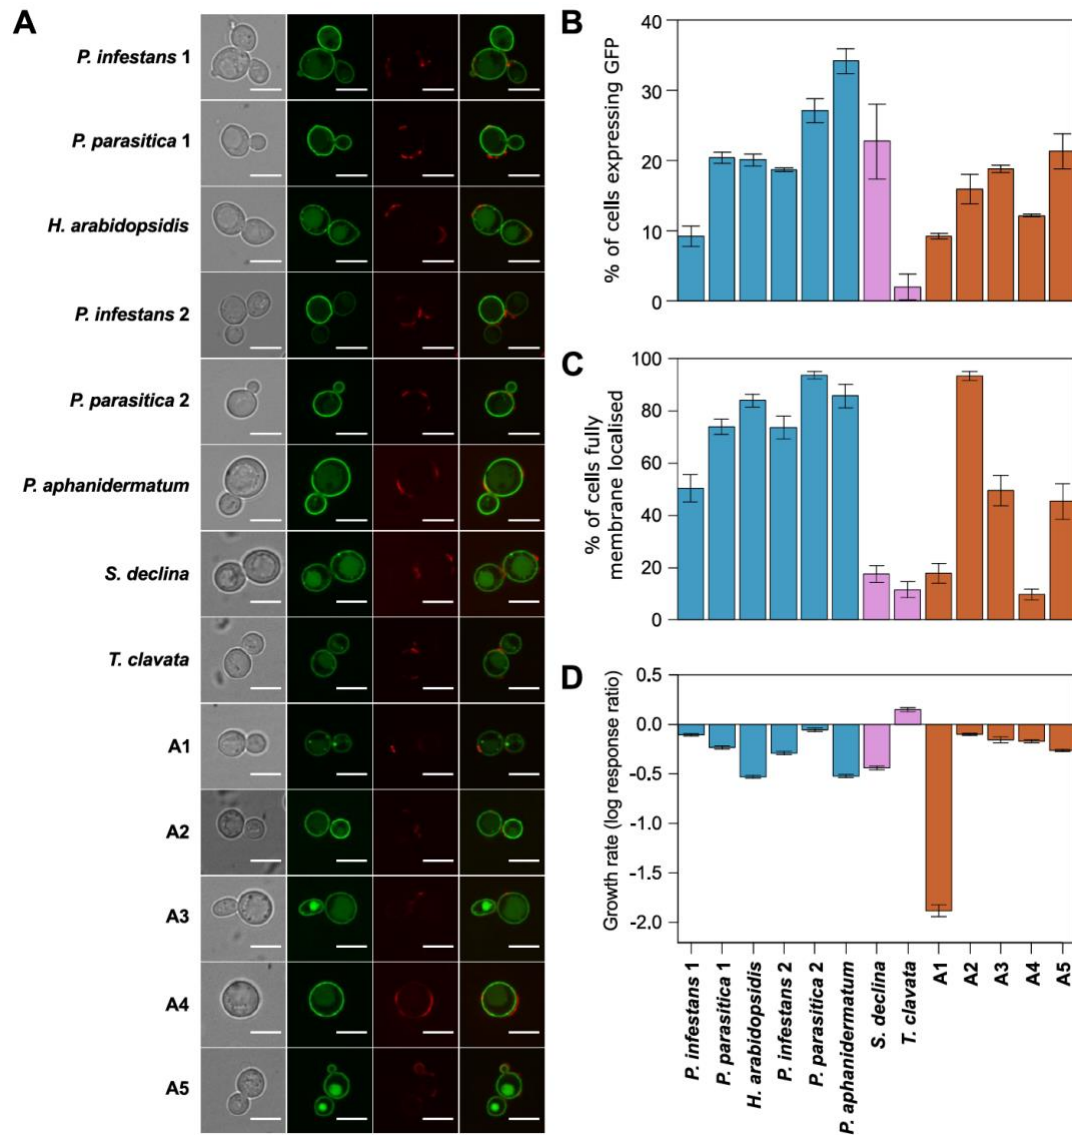 A
P. infestans 1
P. parasitica 1
H. arabidopsidis
P. infestans 2
P. parasitica 2
P. aphanidermatum
S. declina
T. clavata
A1
A2
A3
A4
A5
B
% of cells expressing GFP
40
30
20
10
0
C
% of cells fully
membrane localised
100
80
60
40
20
0
D
Growth rate (log response ratio)
0.5
0.0
-0.5
-1.0
-1.5
-2.0
P. infestans 1
P. parasitica 1
H. arabidopsidis
P. infestans 2
P. parasitica 2
P. aphanidermatum
S. declina
T. clavata
A1
A2
A3
A4
A5